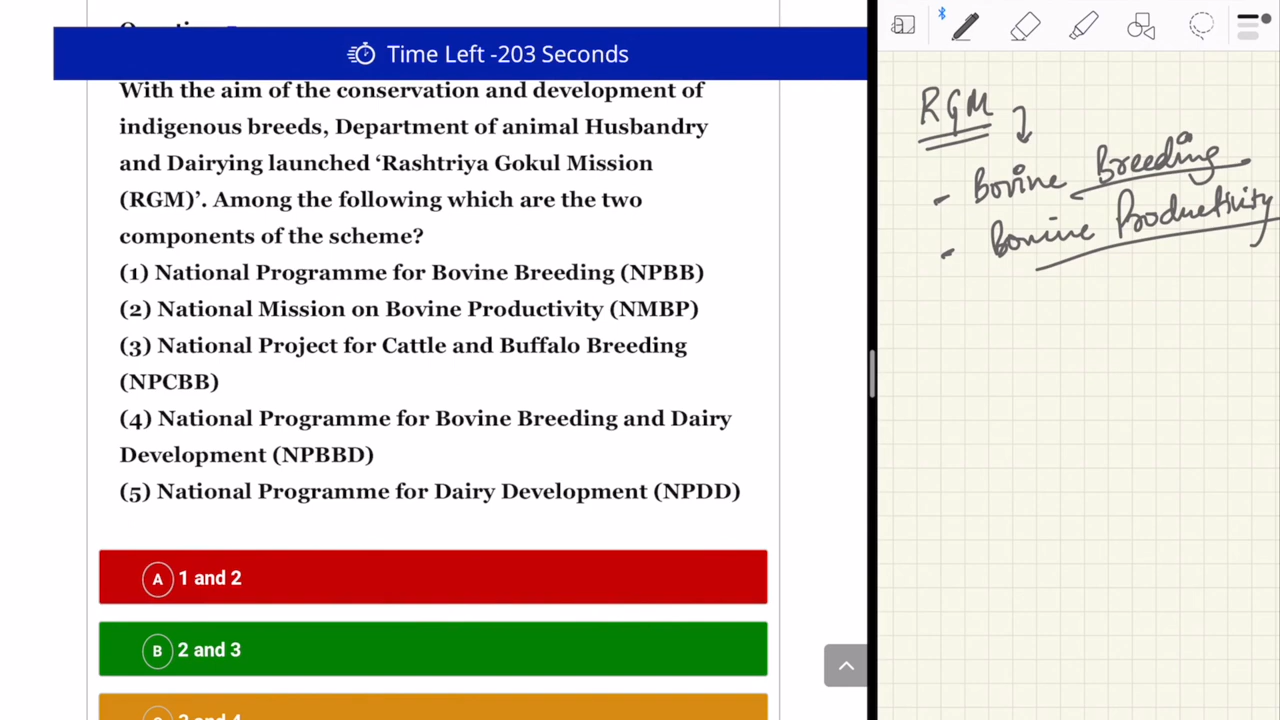 Time Left -203 Seconds
With the aim of the conservation and development of
indigenous breeds, Department of animal Husbandry
and Dairying launched ‘Rashtriya Gokul Mission
(RGM)’. Among the following which are the two
components of the scheme?
(1) National Programme for Bovine Breeding (NPBB)
(2) National Mission on Bovine Productivity (NMBP)
(3) National Project for Cattle and Buffalo Breeding
(NPCBB)
(4) National Programme for Bovine Breeding and Dairy
Development (NPBBD)
(5) National Programme for Dairy Development (NPDD)
A 1 and 2
B 2 and 3
RGM
- Bovine Breeding
- Bovine Productivity